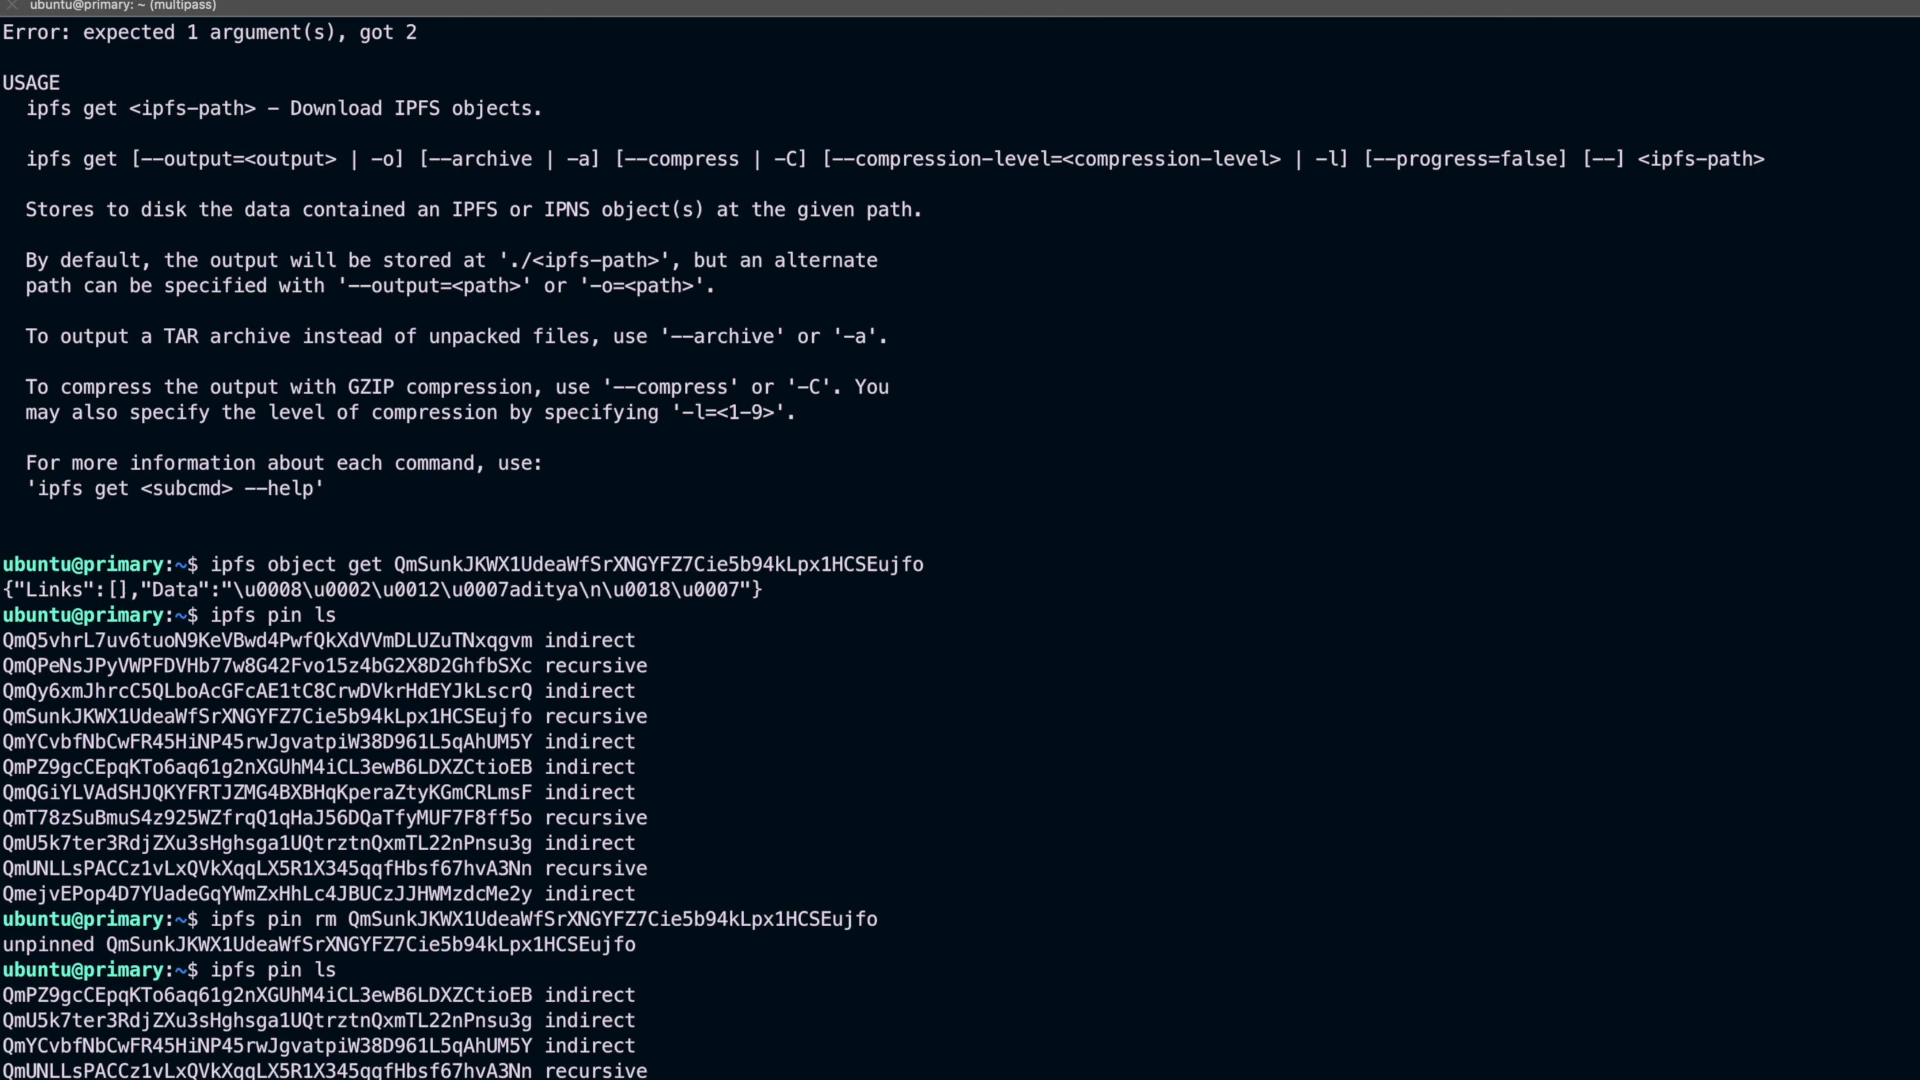 ubuntu@primary: ~ (multipass)
Error: expected 1 argument(s), got 2
USAGE
ipfs get <ipfs-path> - Download IPFS objects.
ipfs get [--output=<output> | -o] [--archive | -a] [--compress | -C] [--compression-level=<compression-level> | -l] [--progress=false] [--] <ipfs-path>
Stores to disk the data contained an IPFS or IPNS object(s) at the given path.
By default, the output will be stored at './<ipfs-path>', but an alternate
path can be specified with '--output=<path>' or '-o=<path>'.
To output a TAR archive instead of unpacked files, use '--archive' or '-a'.
To compress the output with GZIP compression, use '--compress' or '-C'. You
may also specify the level of compression by specifying '-l=<1-9>'.
For more information about each command, use:
'ipfs get <subcmd> --help'
ubuntu@primary:~$ ipfs object get QmSunkJKWX1UdeaWfSrXNGYFZ7Cie5b94kLpx1HCSEujfo
{"Links":[],"Data":"\u0008\u0002\u0012\u0007aditya\n\u0018\u0007"}
ubuntu@primary:~$ ipfs pin ls
QmQ5vhrL7uv6tuoN9KeVBwd4PwfQkXdVVmDLUZuTNxqgvm indirect
QmQPeNsJPyVWPFDVHb77w8G42Fvo15z4bG2X8D2GhfbSXc recursive
QmQy6xmJhrcC5QLboAcGFcAE1tC8CrwDVkrHdEYJkLscrQ indirect
QmSunkJKWX1UdeaWfSrXNGYFZ7Cie5b94kLpx1HCSEujfo recursive
QmYCvbfNbCwFR45HiNP45rwJgvatpiW38D961L5qAhUM5Y indirect
QmPZ9gcCEpqKTo6aq61g2nXGUhM4iCL3ewB6LDXZCtioEB indirect
QmQGiYLVAdSHJQKYFRTJZMG4BXBHqKperaZtyKGmCRLmsF indirect
QmT78zSuBmuS4z925WZfrqQ1qHaJ56DQaTfyMUF7F8ff5o recursive
QmU5k7ter3RdjZXu3sHghsga1UQtrztnQxmTL22nPnsu3g indirect
QmUNLLsPACCz1vLxQVkXqqLX5R1X345qqfHbsf67hvA3Nn recursive
QmejvEPop4D7YUadeGqYWmZxHhLc4JBUCzJJHWMzdcMe2y indirect
ubuntu@primary:~$ ipfs pin rm QmSunkJKWX1UdeaWfSrXNGYFZ7Cie5b94kLpx1HCSEujfo
unpinned QmSunkJKWX1UdeaWfSrXNGYFZ7Cie5b94kLpx1HCSEujfo
ubuntu@primary:~$ ipfs pin ls
QmPZ9gcCEpqKTo6aq61g2nXGUhM4iCL3ewB6LDXZCtioEB indirect
QmU5k7ter3RdjZXu3sHghsga1UQtrztnQxmTL22nPnsu3g indirect
QmYCvbfNbCwFR45HiNP45rwJgvatpiW38D961L5qAhUM5Y indirect
QmUNLLsPACCz1vLxQVkXqqLX5R1X345qqfHbsf67hvA3Nn recursive